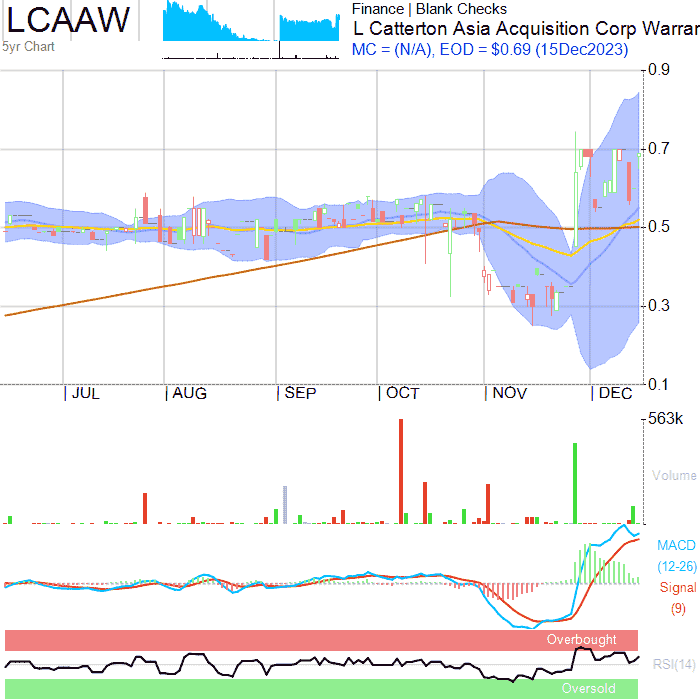 LCAAW
5yr Chart
Finance | Blank Checks
L Catterton Asia Acquisition Corp Warrar
MC = (N/A), EOD = $0.69 (15Dec2023)
0.9
0.7
0.5
0.3
0.1
| JUL | AUG | SEP | OCT | NOV | DEC
563k
Volume
MACD
(12-26)
Signal
(9)
Overbought
RSI(14)
Oversold